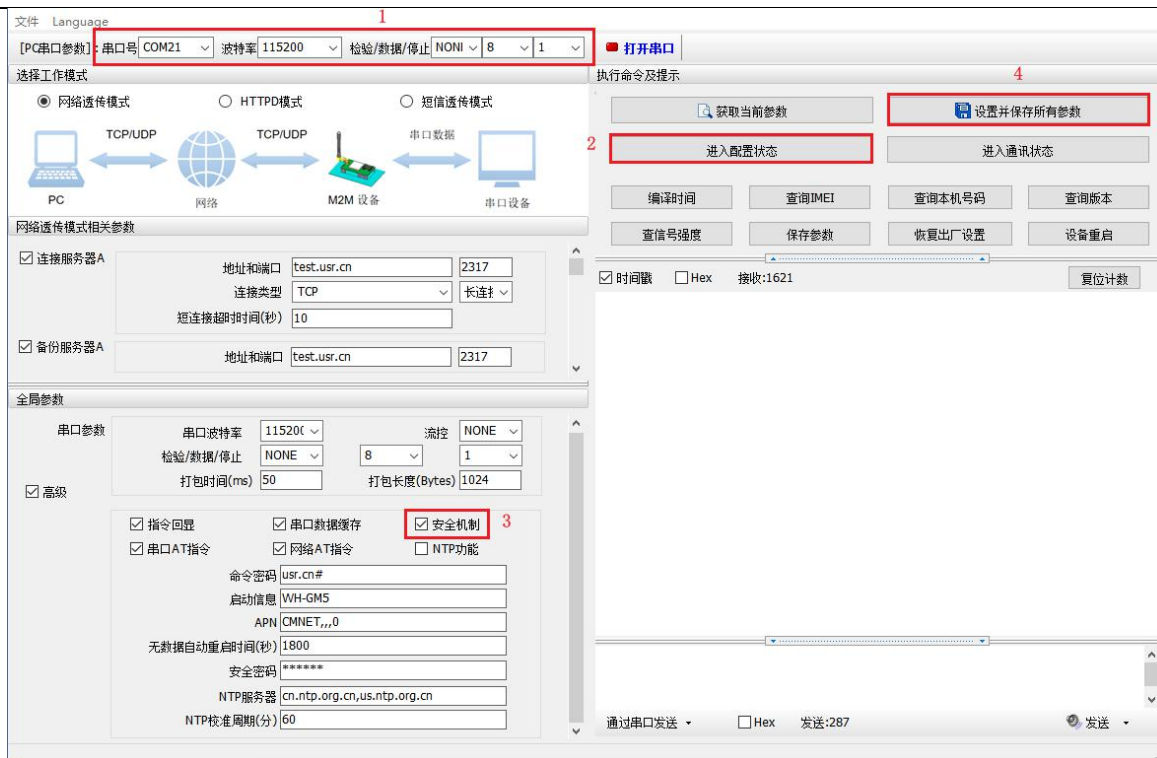 文件 Language
1
[PC串口参数]:串口号 COM21 波特率 115200 检验/数据/停止 NONI 8 1 打开串口
选择工作模式
网络透传模式 HTTPD模式 短信透传模式
TCP/UDP TCP/UDP 串口数据
PC 网络 M2M 设备 串口设备
网络透传模式相关参数
连接服务器A
地址和端口 test.usr.cn 2317
连接类型 TCP 长连接
短连接超时时间(秒) 10
备份服务器A
地址和端口 test.usr.cn 2317
全局参数
串口参数
串口波特率 115200 流控 NONE
检验/数据/停止 NONE 8 1
打包时间(ms) 50 打包长度(Bytes) 1024
高级
指令回显 串口数据缓存 安全机制 3
串口AT指令 网络AT指令 NTP功能
命令密码 usr.cn#
启动信息 WH-GM5
APN CMNET,,,0
无数据自动重启时间(秒) 1800
安全密码 ******
NTP服务器 cn.ntp.org.cn,us.ntp.org.cn
NTP校准周期(分) 60
执行命令及提示 4
获取当前参数 设置并保存所有参数
2 进入配置状态 进入通讯状态
编译时间 查询IMEI 查询本机号码 查询版本
查信号强度 保存参数 恢复出厂设置 设备重启
时间戳 Hex 接收:1621 复位计数
通过串口发送 Hex 发送:287 发送